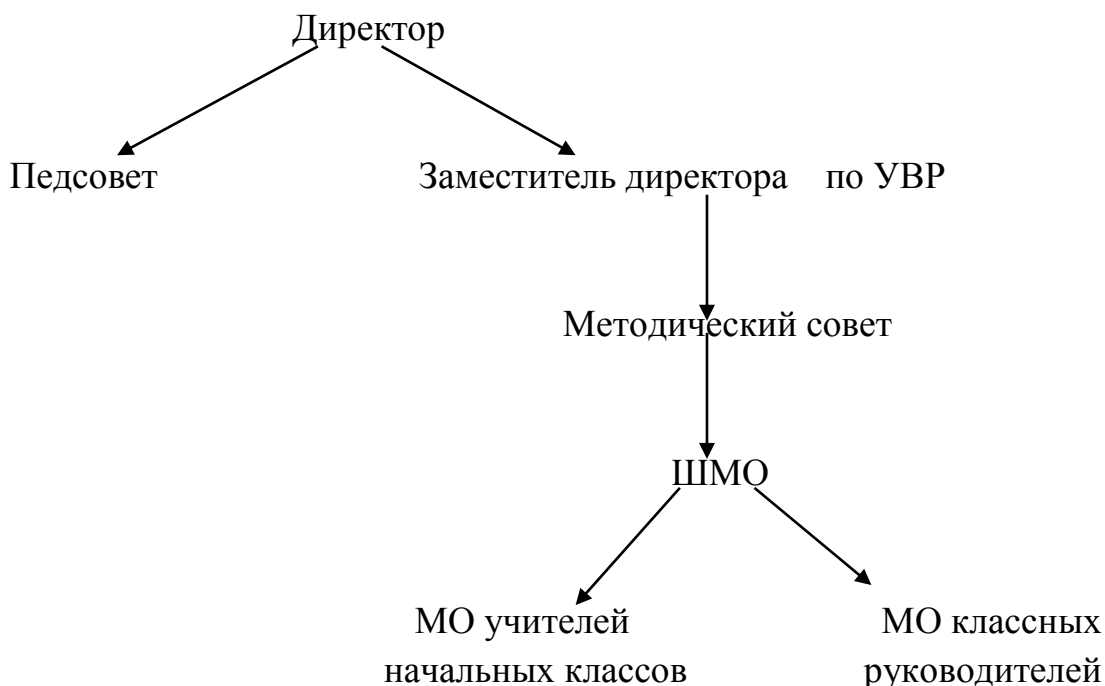 Директор
Педсовет Заместитель директора по УВР
Методический совет
ШМО
МО учителей МО классных
начальных классов руководителей